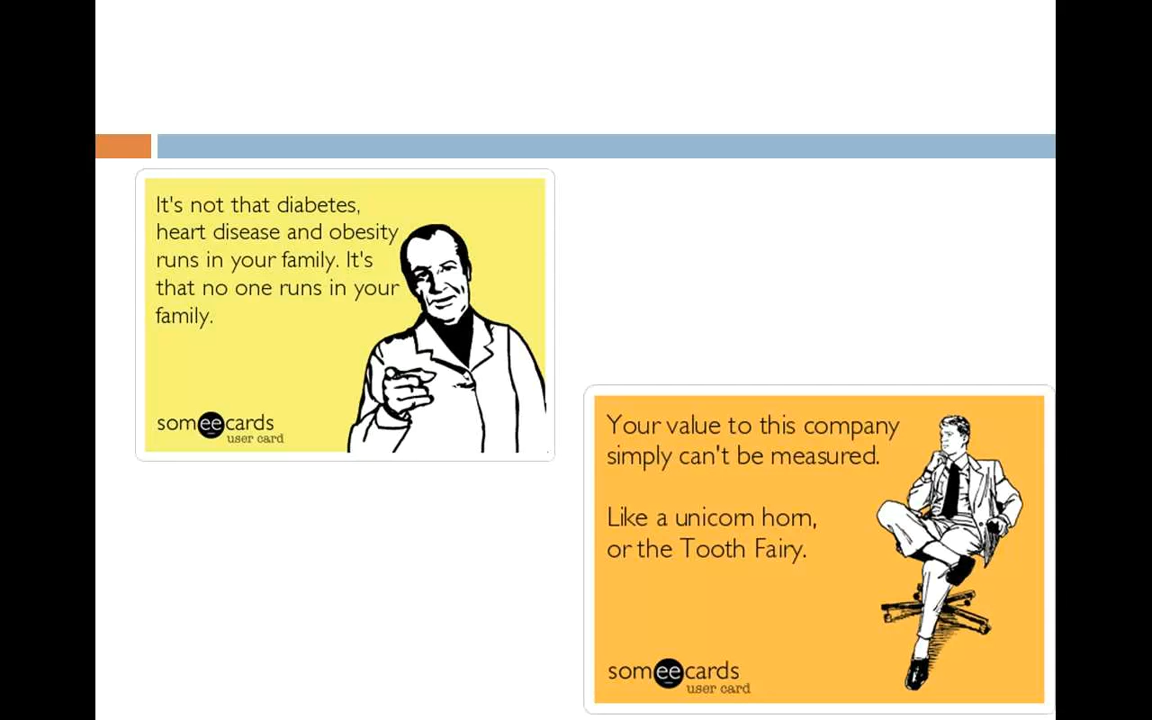 It's not that diabetes,
heart disease and obesity
runs in your family. It's
that no one runs in your
family.
someecards
user card
Your value to this company
simply can't be measured.
Like a unicorn horn,
or the Tooth Fairy.
someecards
user card